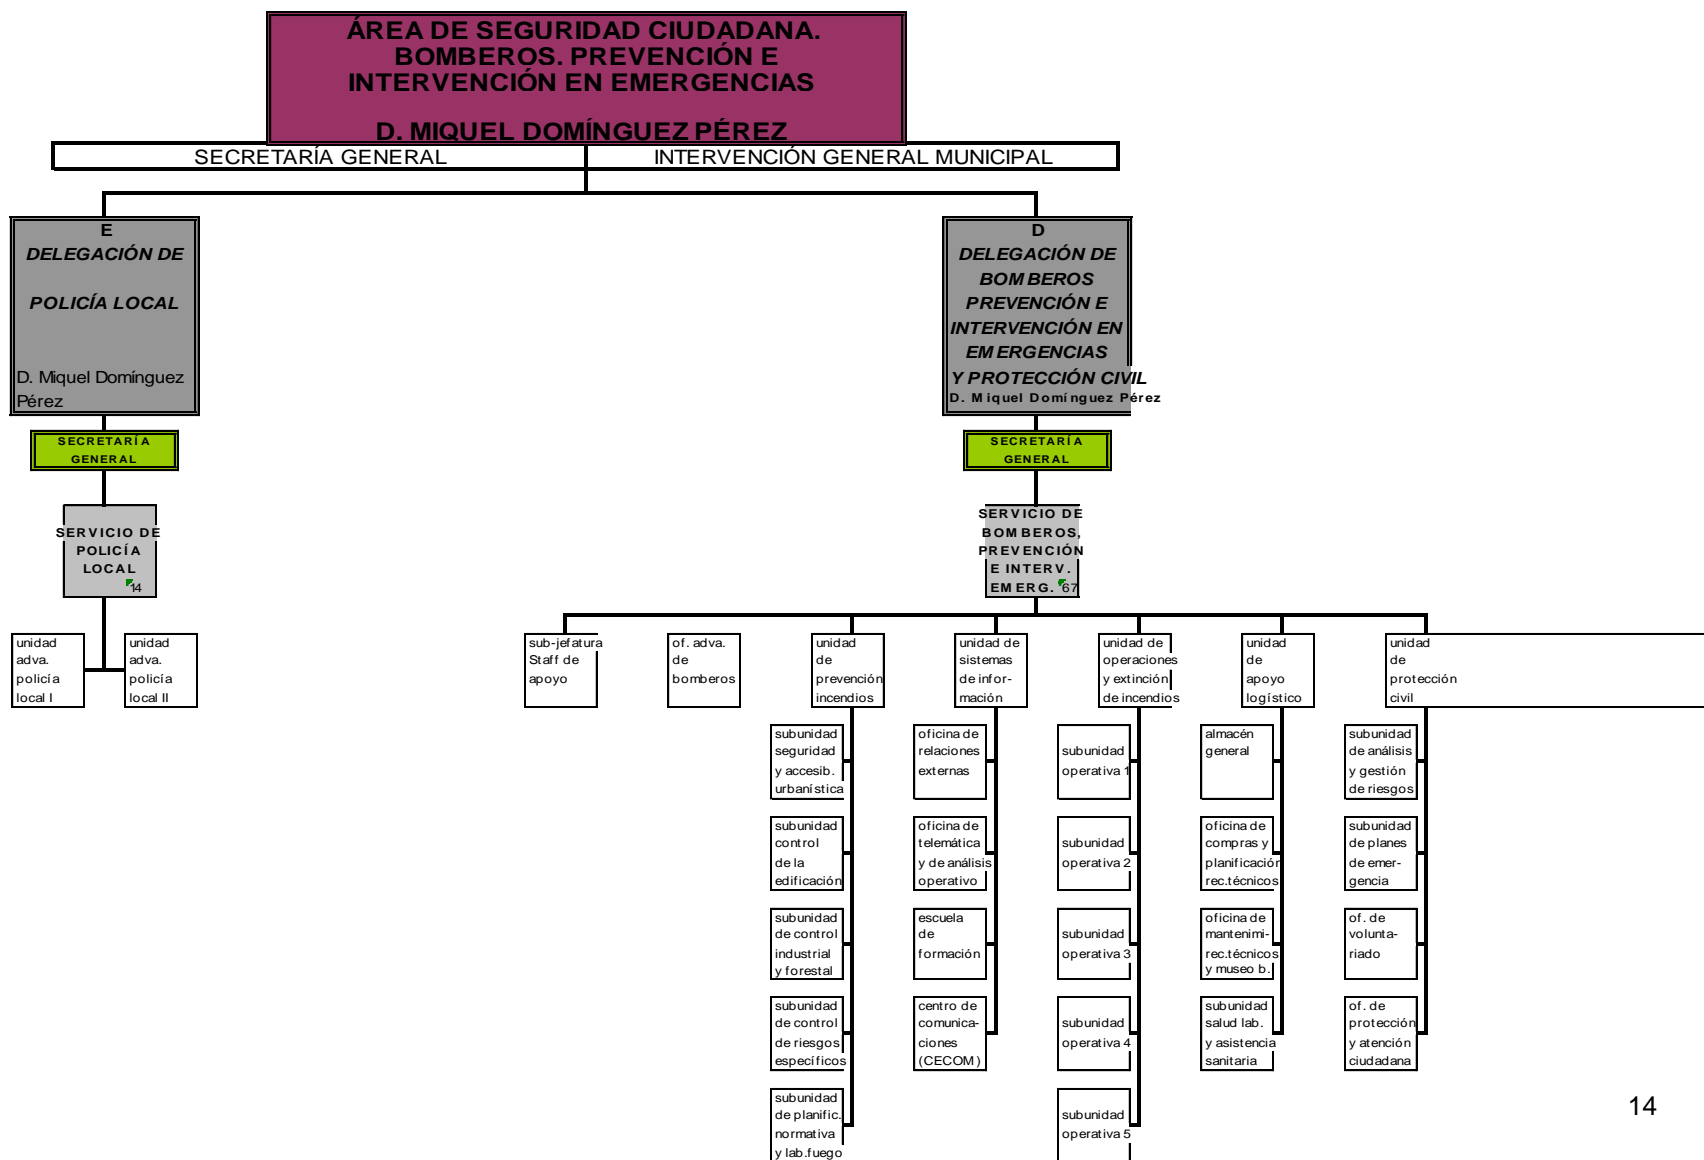 ÁREA DE SEGURIDAD CIUDADANA.
BOMBEROS. PREVENCIÓN E
INTERVENCIÓN EN EMERGENCIAS
D. MIQUEL DOMÍNGUEZ PÉREZ
SECRETARÍA GENERAL
INTERVENCIÓN GENERAL MUNICIPAL
E
DELEGACIÓN DE
POLICÍA LOCAL
D. Miquel Domínguez
Pérez
D
DELEGACIÓN DE
BOMBEROS
PREVENCIÓN E
INTERVENCIÓN EN
EMERGENCIAS
Y PROTECCIÓN CIVIL
D. Miquel Domínguez Pérez
SECRETARÍA
GENERAL
SECRETARÍA
GENERAL
SERVICIO DE
POLICÍA
LOCAL
14
SERVICIO DE
BOMBEROS,
PREVENCIÓN
E INTERV.
EMERG. 67
unidad
adva.
policía
local I
unidad
adva.
policía
local II
sub-jefatura
Staff de
apoyo
of. adva.
de
bomberos
unidad
de
prevención
incendios
unidad de
sistemas
de infor-
mación
unidad de
operaciones
y extinción
de incendios
unidad
de
apoyo
logístico
unidad
de
protección
civil
subunidad
seguridad
y accesib.
urbanística
oficina de
relaciones
externas
subunidad
operativa 1
almacén
general
subunidad
de análisis
y gestión
de riesgos
subunidad
control
de la
edificación
oficina de
telemática
y de análisis
operativo
subunidad
operativa 2
oficina de
compras y
planificación
rec.técnicos
subunidad
de planes
de emer-
gencia
subunidad
de control
industrial
y forestal
escuela
de
formación
subunidad
operativa 3
oficina de
mantenimi-
rec.técnicos
y museo b.
of. de
volunta-
riado
subunidad
de control
de riesgos
específicos
centro de
comunica-
ciones
(CECOM)
subunidad
operativa 4
subunidad
salud lab.
y asistencia
sanitaria
of. de
protección
y atención
ciudadana
subunidad
de planific.
normativa
y lab.fuego
subunidad
operativa 5
14